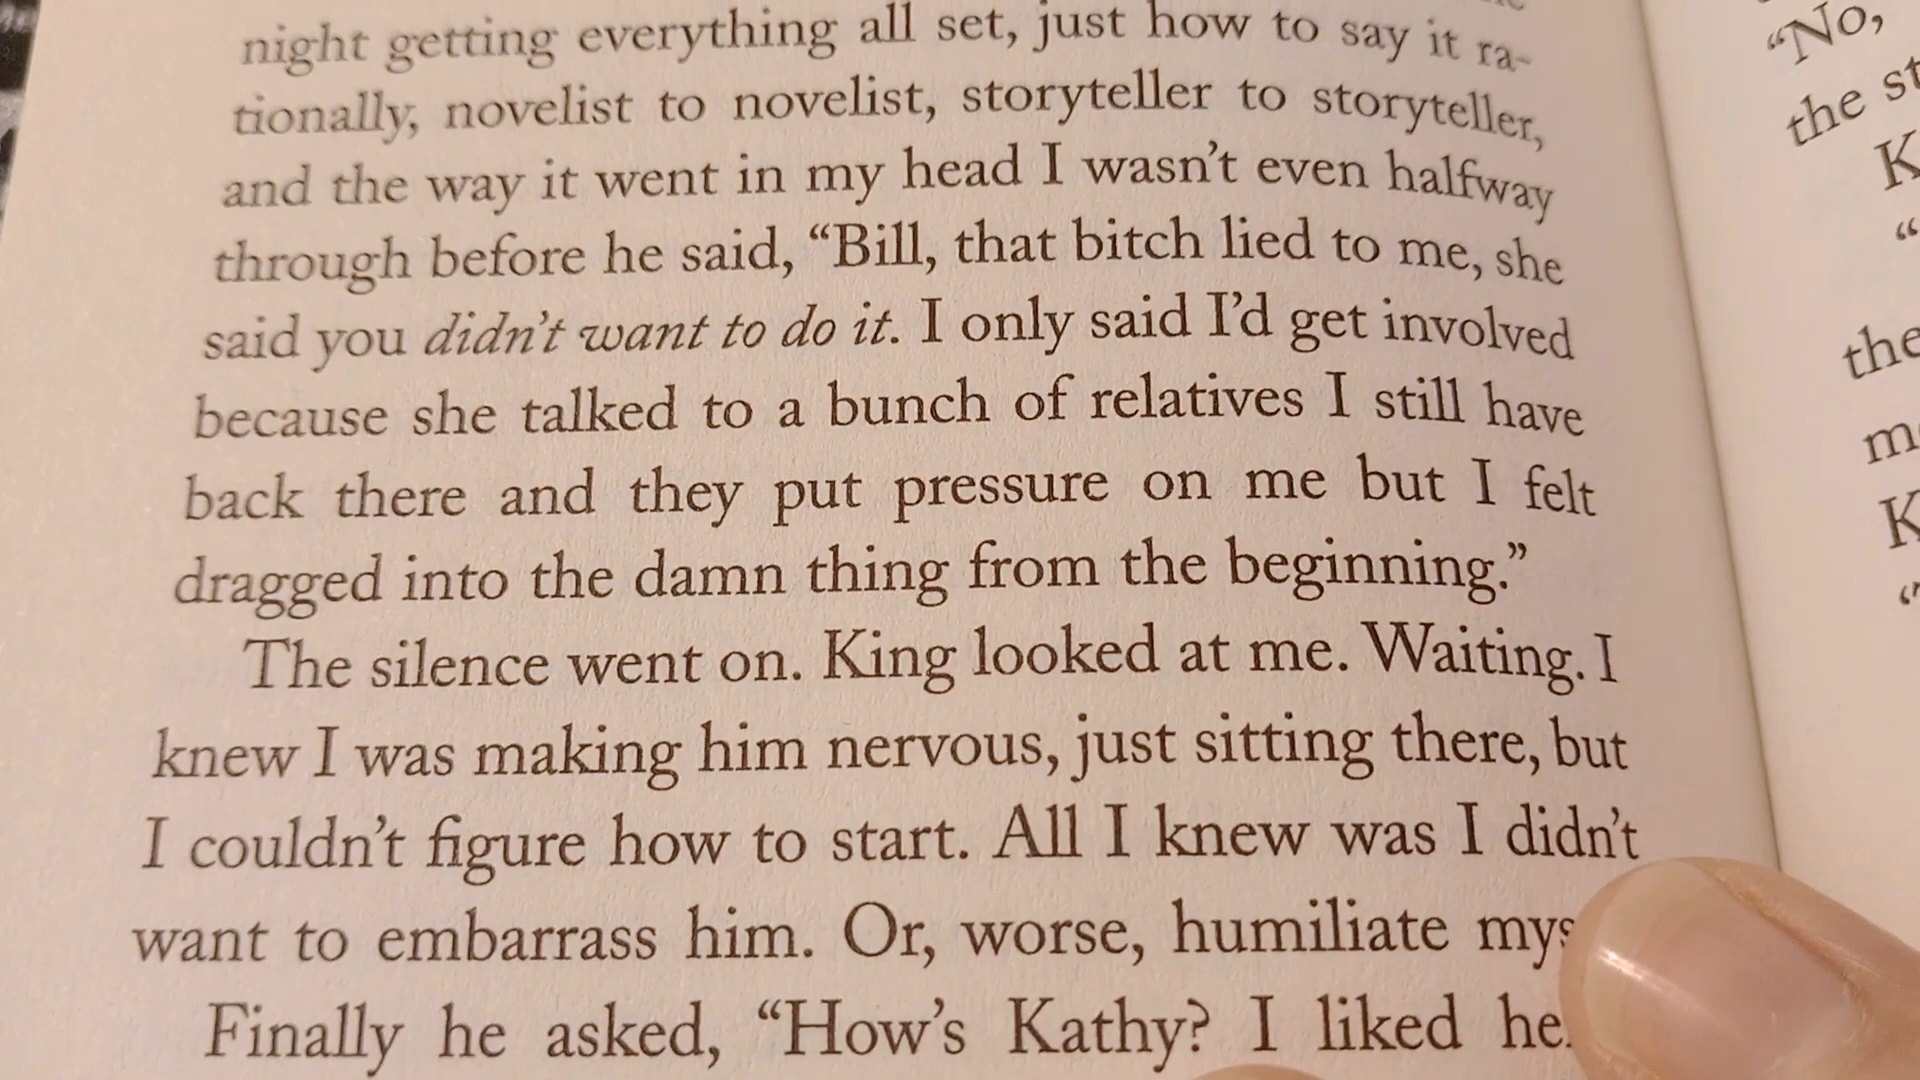 night getting everything all set, just how to say it ra-
tionally, novelist to novelist, storyteller to storyteller,
and the way it went in my head I wasn't even halfway
through before he said, “Bill, that bitch lied to me, she
said you didn't want to do it. I only said I'd get involved
because she talked to a bunch of relatives I still have
back there and they put pressure on me but I felt
dragged into the damn thing from the beginning.”
The silence went on. King looked at me. Waiting. I
knew I was making him nervous, just sitting there, but
I couldn't figure how to start. All I knew was I didn't
want to embarrass him. Or, worse, humiliate
Finally he asked, “How's Kathy? I liked
“No,
the
the